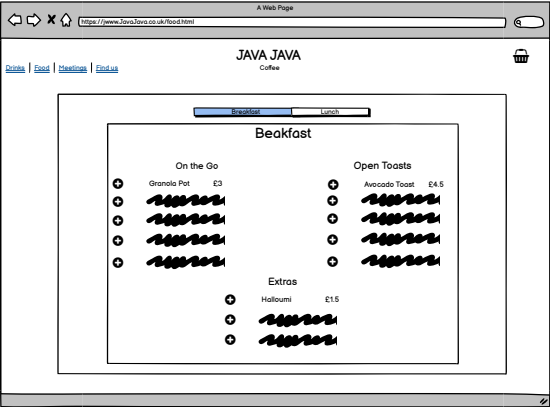 A Web Page
https://jwww.JavaJava.co.uk/food.html
JAVA JAVA
Coffee
Drinks | Food | Meetings | Find us
Breakfast Lunch
Beakfast
On the Go
Granola Pot £3
Open Toasts
Avocado Toast £4.5
Extras
Halloumi £1.5